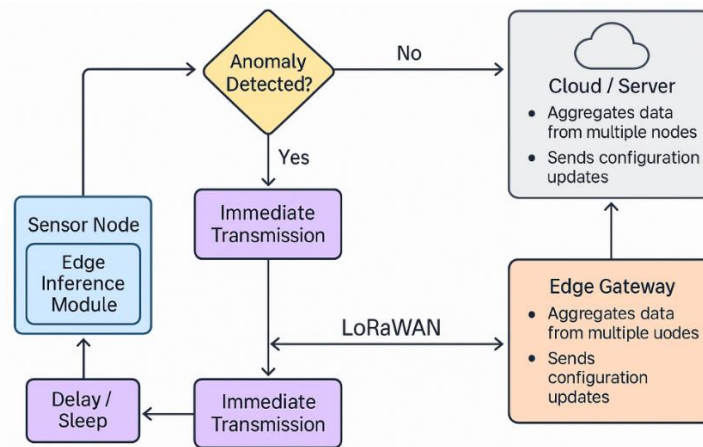 Anomaly
Detected?
No
Yes
Cloud / Server
• Aggregates data
from multiple nodes
• Sends configuration
updates
Immediate
Transmission
Sensor Node
Edge
Inference
Module
LoRaWAN
Edge Gateway
• Aggregates data
from multiple uodes
• Sends
configuration
updates
Delay /
Sleep
Immediate
Transmission